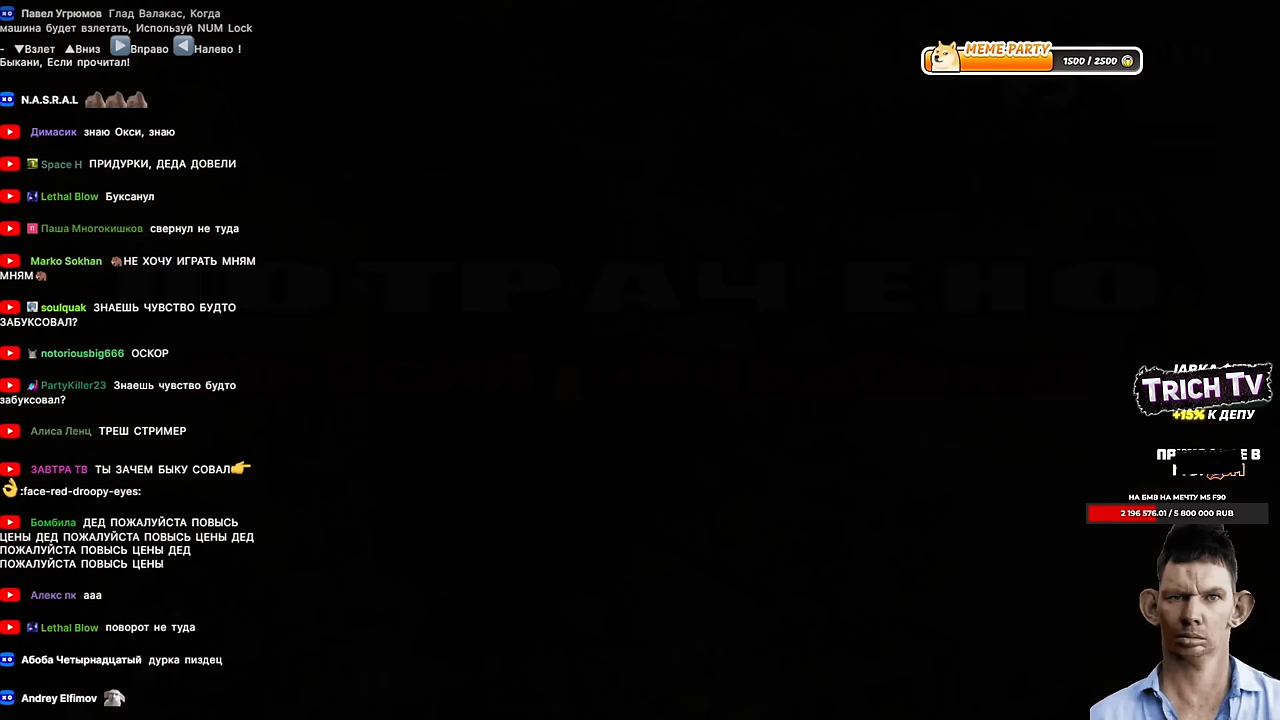 Павел Угрюмов Глад Валакас, Когда
машина будет взлетать, Используй NUM Lock
- ▼Взлет ▲Вниз ▶Вправо ◀Налево !
Быкани, Если прочитал!
N.A.S.R.A.L
Димасик знаю Окси, знаю
Space H ПРИДУРКИ, ДЕДА ДОВЕЛИ
Lethal Blow Буксанул
Паша Многокишков свернул не туда
Marko Sokhan 🦣НЕ ХОЧУ ИГРАТЬ МНЯМ
МНЯМ🦣
soulquak ЗНАЕШЬ ЧУВСТВО БУДТО
ЗАБУКСОВАЛ?
notoriousbig666 ОСКОР
PartyKiller23 Знаешь чувство будто
забуксовал?
Алиса Ленц ТРЕШ СТРИМЕР
ЗАВТРА ТВ ТЫ ЗАЧЕМ БЫКУ СОВАЛ👉
👌:face-red-droopy-eyes:
Бомбила ДЕД ПОЖАЛУЙСТА ПОВЫСЬ
ЦЕНЫ ДЕД ПОЖАЛУЙСТА ПОВЫСЬ ЦЕНЫ ДЕД
ПОЖАЛУЙСТА ПОВЫСЬ ЦЕНЫ ДЕД
ПОЖАЛУЙСТА ПОВЫСЬ ЦЕНЫ
Алекс пк ааа
Lethal Blow поворот не туда
Абоба Четырнадцатый дурка пиздец
Andrey Elfimov
ПОТРАЧЕНО
MEME PARTY
1500 / 2500
TRICH TV
+15% К ДЕПУ
НА БМВ НА МЕЧТУ M5 F90
2 196 576.01 / 5 800 000 RUB